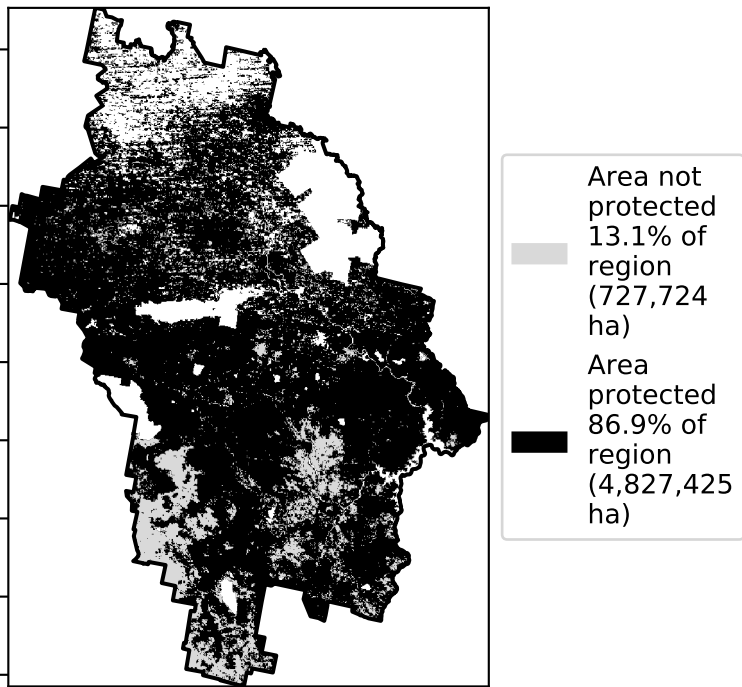 Area not
protected
13.1% of
region
(727,724
ha)
Area
protected
86.9% of
region
(4,827,425
ha)